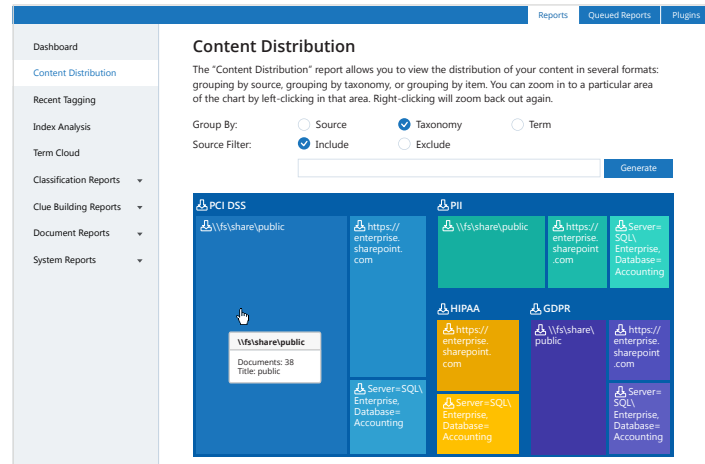 Reports Queued Reports Plugins
Dashboard
Content Distribution
Recent Tagging
Index Analysis
Term Cloud
Classification Reports
Clue Building Reports
Document Reports
System Reports
Content Distribution
The "Content Distribution" report allows you to view the distribution of your content in several formats:
grouping by source, grouping by taxonomy, or grouping by item. You can zoom in to a particular area
of the chart by left-clicking in that area. Right-clicking will zoom back out again.
Group By: Source Taxonomy Term
Source Filter: Include Exclude
Generate
PCI DSS
\\fs\share\public
https://
enterprise.
sharepoint.
com
Server=SQL\
Enterprise,
Database=
Accounting
\\fs\share\public
Documents: 38
Title: public
PII
\\fs\share\public
https://
enterprise.
sharepoint
.com
Server=
SQL\
Enterprise,
Database=
Accounting
HIPAA
https://
enterprise.
sharepoint.
com
Server=SQL\
Enterprise,
Database=
Accounting
GDPR
\\fs\share\
public
https://
enterprise.
sharepoint
.com
Server=
SQL\
Enterprise,
Database=
Accounting